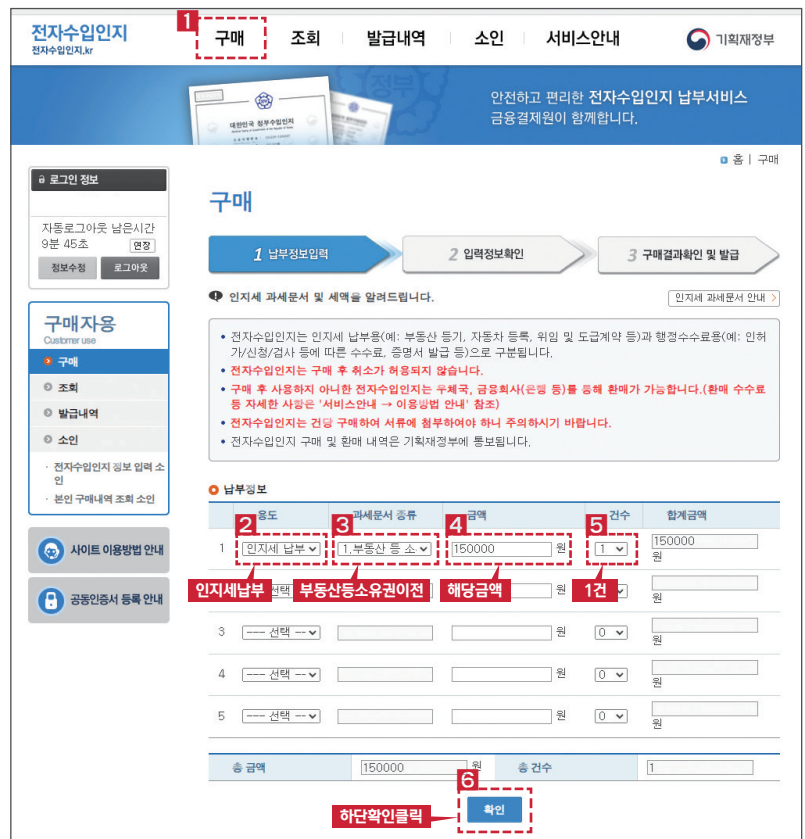 전자수입인지
전자수입인지.kr
1
구매
조회
발급내역
소인
서비스안내
기획재정부
정부
대한민국 정부수입인지
안전하고 편리한 전자수입인지 납부서비스
금융결제원이 함께합니다.
홈 | 구매
로그인 정보
자동로그아웃 남은시간
9분 45초 연장
정보수정 로그아웃
구매자용
Customer use
구매
조회
발급내역
소인
· 전자수입인지 정보 입력 소
인
· 본인 구매내역 조회 소인
사이트 이용방법 안내
공동인증서 등록 안내
구매
1 납부정보입력
2 입력정보확인
3 구매결과확인 및 발급
인지세 과세문서 및 세액을 알려드립니다.
인지세 과세문서 안내 >
• 전자수입인지는 인지세 납부용(예: 부동산 등기, 자동차 등록, 위임 및 도급계약 등)과 행정수수료용(예: 인허
가/신청/검사 등에 따른 수수료, 증명서 발급 등)으로 구분됩니다.
• 전자수입인지는 구매 후 취소가 허용되지 않습니다.
• 구매 후 사용하지 아니한 전자수입인지는 우체국, 금융회사(은행 등)를 통해 환매가 가능합니다.(환매 수수료
등 자세한 사항은 '서비스안내 → 이용방법 안내' 참조)
• 전자수입인지는 건당 구매하여 서류에 첨부하여야 하니 주의하시기 바랍니다.
• 전자수입인지 구매 및 환매 내역은 기획재정부에 통보됩니다.
납부정보
용도 과세문서 종류 금액 건수 합계금액
2 3 4 5
1 인지세 납부 1.부동산 등 소 150000 원 1 150000
원
인지세납부 부동산등소유권이전 해당금액 1건
선택 원
원
3 --- 선택 -- 원 0
원
4 --- 선택 -- 원 0
원
5 --- 선택 -- 원 0
원
총 금액 150000 원 총 건수 1
6
하단확인클릭
확인